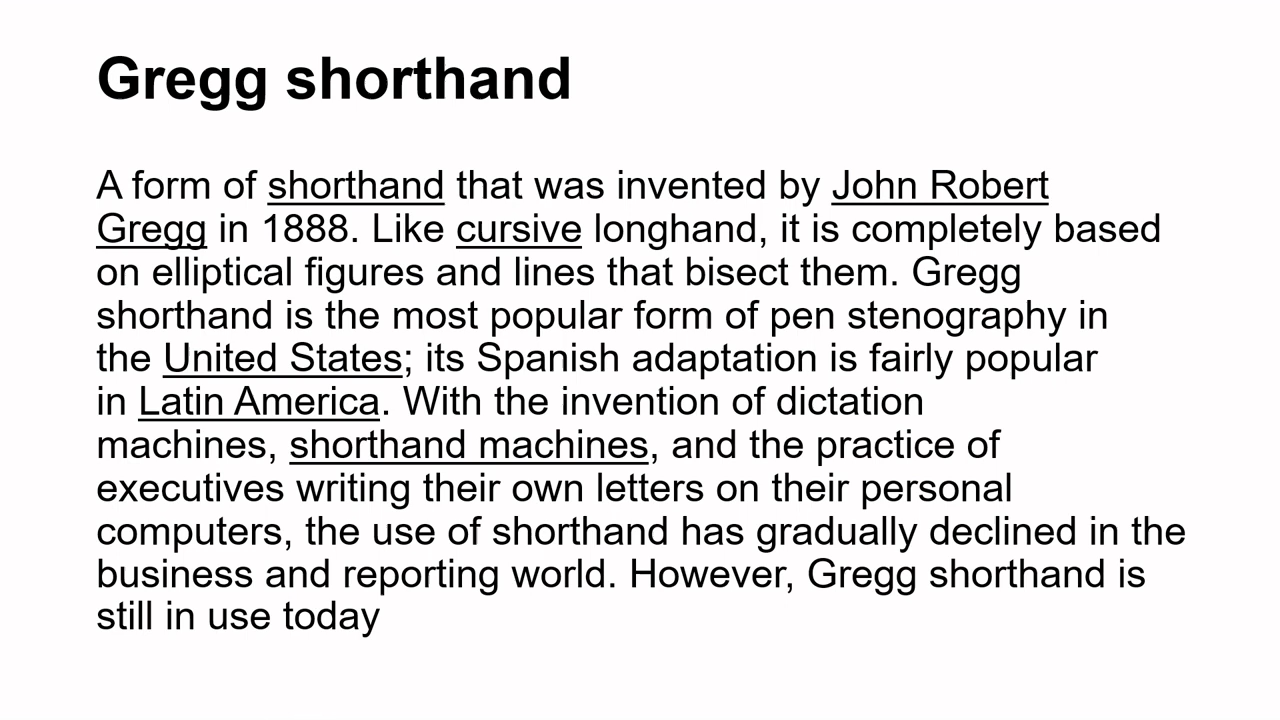 Gregg shorthand
A form of shorthand that was invented by John Robert
Gregg in 1888. Like cursive longhand, it is completely based
on elliptical figures and lines that bisect them. Gregg
shorthand is the most popular form of pen stenography in
the United States; its Spanish adaptation is fairly popular
in Latin America. With the invention of dictation
machines, shorthand machines, and the practice of
executives writing their own letters on their personal
computers, the use of shorthand has gradually declined in the
business and reporting world. However, Gregg shorthand is
still in use today